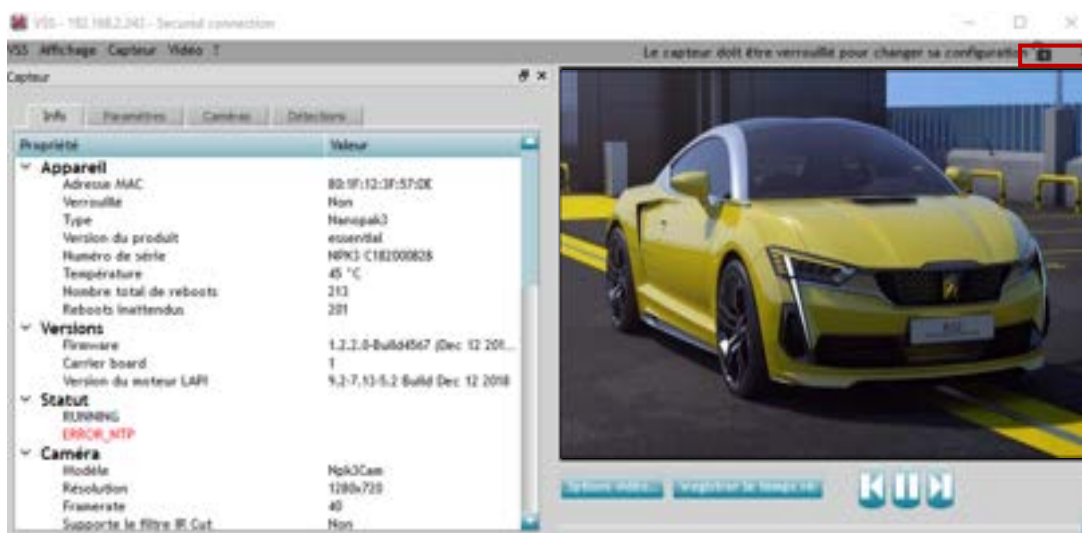 VSS - 192.168.2.243 - Secured connection
VSS Affichage Capteur Vidéo ?
Le capteur doit être verrouillé pour changer sa configuration
Capteur
Info Paramètres Caméras Détections
Propriété Valeur
Appareil
Adresse MAC 80:1F:12:3F:57:DE
Verrouillé Non
Type Nanopak3
Version du produit essential
Numéro de série NPK3 C182000828
Température 45 °C
Nombre total de reboots 213
Reboots inattendus 201
Versions
Firmware 1.2.2.0-Build4567 (Dec 12 201...
Carrier board 1
Version du moteur LAPI 9.2-7.13-5.2 Build Dec 12 2018
Statut
RUNNING
ERROR_NTP
Caméra
Modèle Npk3Cam
Résolution 1280x720
Framerate 40
Supporte le filtre IR Cut Non
Options vidéo...